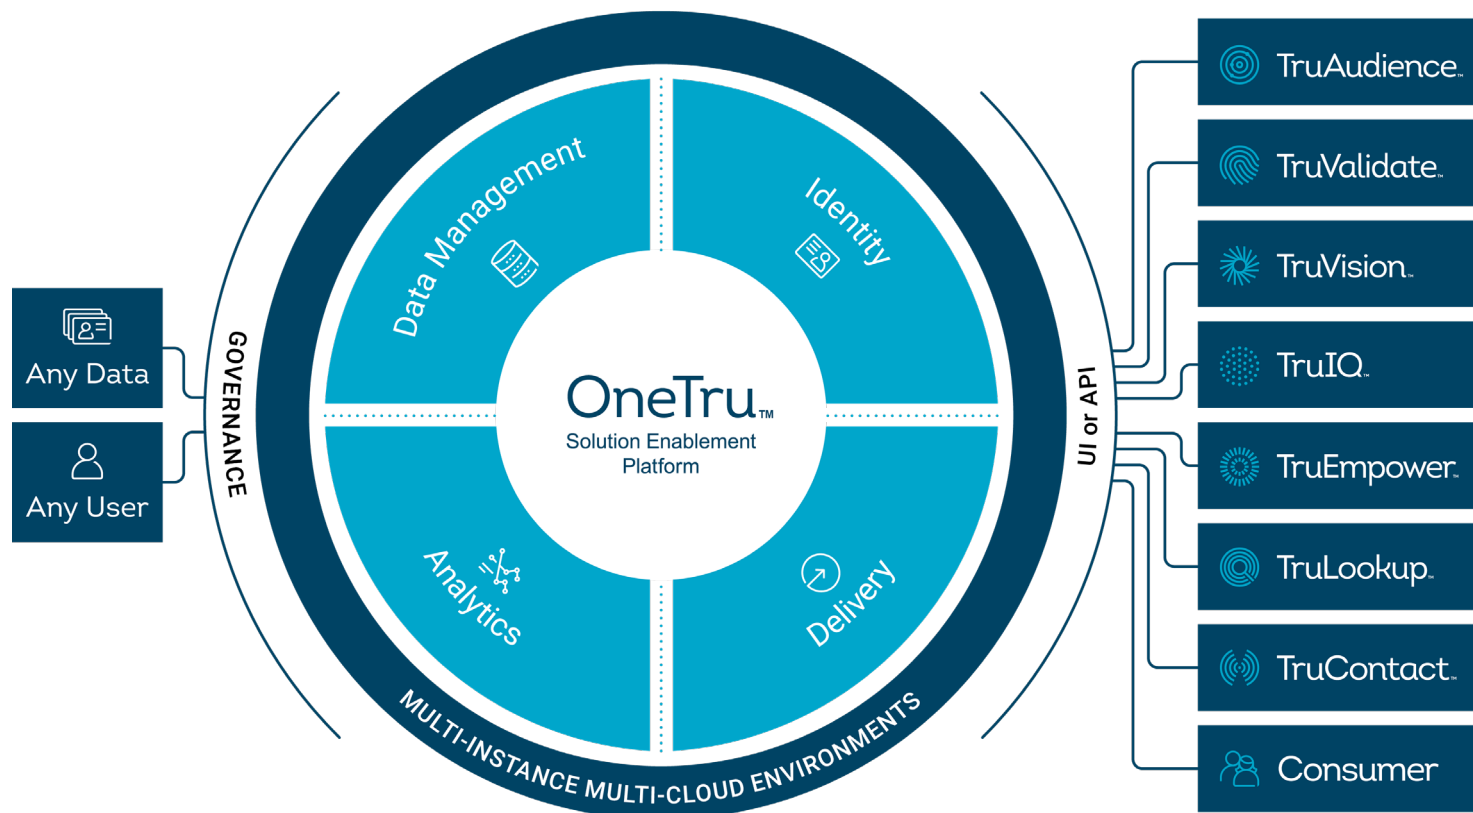 Any Data
Any User
GOVERNANCE
Data Management
Identity
OneTru™
Solution Enablement
Platform
Analytics
Delivery
MULTI-INSTANCE MULTI-CLOUD ENVIRONMENTS
UI or API
TruAudience™
TruValidate™
TruVision™
TruIQ™
TruEmpower™
TruLookup™
TruContact™
Consumer